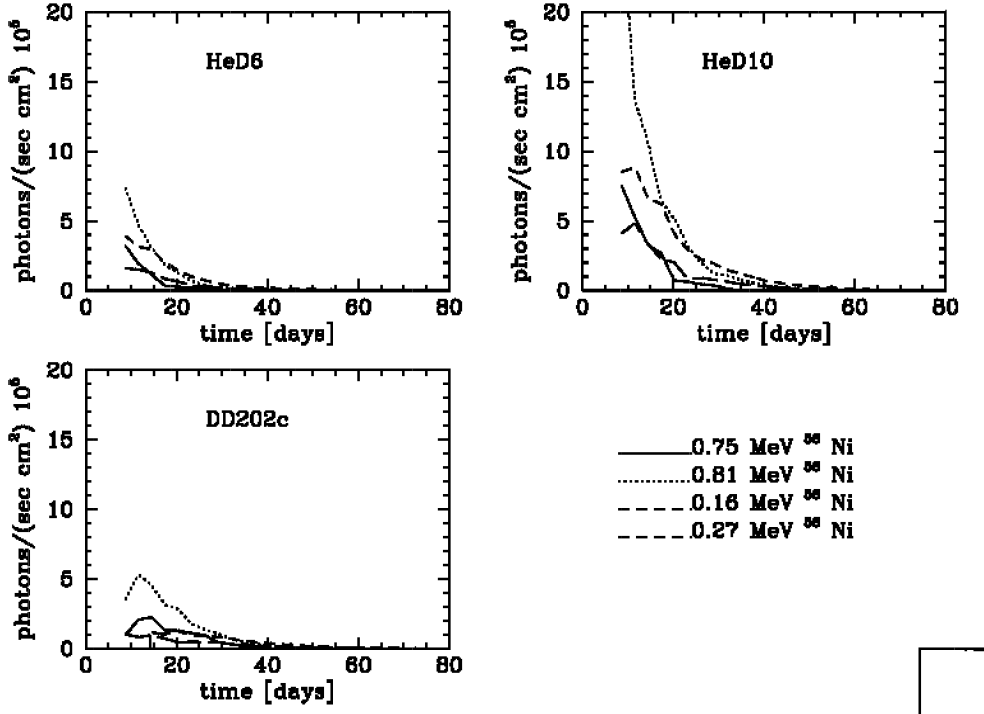 HeD6
photons/(sec cm²) 10⁵
20
15
10
5
0
0 20 40 60 80
time [days]
HeD10
photons/(sec cm²) 10⁵
20
15
10
5
0
0 20 40 60 80
time [days]
DD202c
photons/(sec cm²) 10⁵
20
15
10
5
0
0 20 40 60 80
time [days]
0.75 MeV ⁵⁶ Ni
0.81 MeV ⁵⁶ Ni
0.16 MeV ⁵⁶ Ni
0.27 MeV ⁵⁶ Ni